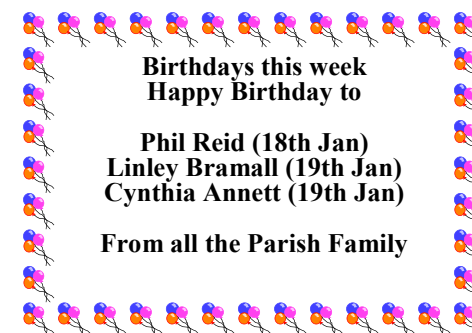 Birthdays this week
Happy Birthday to
Phil Reid (18th Jan)
Linley Bramall (19th Jan)
Cynthia Annett (19th Jan)
From all the Parish Family